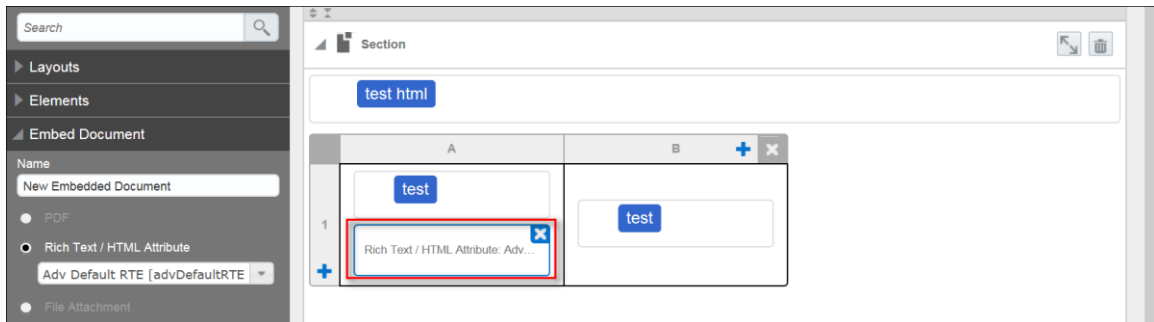 Search
Layouts
Elements
Embed Document
Name
New Embedded Document
PDF
Rich Text / HTML Attribute
Adv Default RTE [advDefaultRTE
File Attachment
Section
test html
A
B
1
test
Rich Text / HTML Attribute: Adv...
test